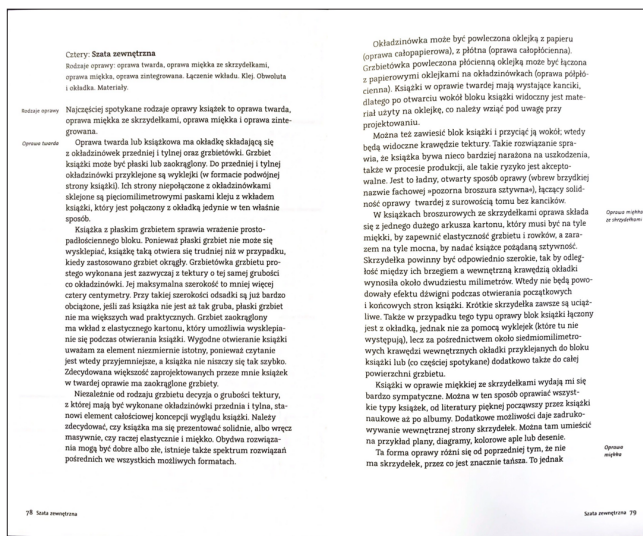 Cztery: Szata zewnętrzna
Rodzaje oprawy: oprawa twarda, oprawa miękka ze skrzydełkami,
oprawa miękka, oprawa zintegrowana. Łączenie wkładu. Klej. Obwoluta
i okładka. Materiały.
Rodzaje oprawy
Najczęściej spotykane rodzaje oprawy książek to oprawa twarda,
oprawa miękka ze skrzydełkami, oprawa miękka i oprawa zinte-
growana.
Oprawa twarda
Oprawa twarda lub książkowa ma okładkę składającą się
z okładzinówek przedniej i tylnej oraz grzbietówki. Grzbiet
książki może być płaski lub zaokrąglony. Do przedniej i tylnej
okładzinówki przyklejone są wyklejki (w formacie podwójnej
strony książki). Ich strony niepołączone z okładzinówkami
sklejone są pięciomilimetrowymi paskami kleju z wkładem
książki, który jest połączony z okładką jedynie w ten właśnie
sposób.
Książka z płaskim grzbietem sprawia wrażenie prosto-
padłościennego bloku. Ponieważ płaski grzbiet nie może się
wysklepiać, książkę taką otwiera się trudniej niż w przypadku,
kiedy zastosowano grzbiet okrągły. Grzbietówka grzbietu pro-
stego wykonana jest zazwyczaj z tektury o tej samej grubości
co okładzinówki. Jej maksymalna szerokość to mniej więcej
cztery centymetry. Przy takiej szerokości odsadki są już bardzo
obciążone, jeśli zaś książka nie jest aż tak gruba, płaski grzbiet
nie ma większych wad praktycznych. Grzbiet zaokrąglony
ma wkład z elastycznego kartonu, który umożliwia wysklepia-
nie się podczas otwierania książki. Wygodne otwieranie książki
uważam za element niezmiernie istotny, ponieważ czytanie
jest wtedy przyjemniejsze, a książka nie niszczy się tak szybko.
Zdecydowana większość zaprojektowanych przeze mnie książek
w twardej oprawie ma zaokrąglone grzbiety.
Niezależnie od rodzaju grzbietu decyzja o grubości tektury,
z której mają być wykonane okładzinówki przednia i tylna, sta-
nowi element całościowej koncepcji wyglądu książki. Należy
zdecydować, czy książka ma się prezentować solidnie, albo wręcz
masywnie, czy raczej elastycznie i miękko. Obydwa rozwiąza-
nia mogą być dobre albo złe, istnieje także spektrum rozwiązań
pośrednich we wszystkich możliwych formatach.
78 Szata zewnętrzna
Okładzinówka może być powleczona oklejką z papieru
(oprawa całopapierowa), z płótna (oprawa całopłócienna).
Grzbietówka powleczona płócienną oklejką może być łączona
z papierowymi oklejkami na okładzinówkach (oprawa półpłó-
cienna). Książki w oprawie twardej mają wystające kanciki,
dlatego po otwarciu wokół bloku książki widoczny jest mate-
riał użyty na oklejkę, co należy wziąć pod uwagę przy
projektowaniu.
Można też zawiesić blok książki i przyciąć ją wokół; wtedy
będą widoczne krawędzie tektury. Takie rozwiązanie spra-
wia, że książka bywa nieco bardziej narażona na uszkodzenia,
także w procesie produkcji, ale takie ryzyko jest akcepto-
walne. Jest to ładny, otwarty sposób oprawy (wbrew brzydkiej
nazwie fachowej »pozorna broszura sztywna«), łączący solid-
ność oprawy twardej z surowością tomu bez kancików.
W książkach broszurowych ze skrzydełkami oprawa składa
się z jednego dużego arkusza kartonu, który musi być na tyle
miękki, by zapewnić elastyczność grzbietu i rowków, a zara-
zem na tyle mocna, by nadać książce pożądaną sztywność.
Skrzydełka powinny być odpowiednio szerokie, tak by odleg-
łość między ich brzegiem a wewnętrzną krawędzią okładki
wynosiła około dwudziestu milimetrów. Wtedy nie będą powo-
dowały efektu dźwigni podczas otwierania początkowych
i końcowych stron książki. Krótkie skrzydełka zawsze są uciąż-
liwe. Także w przypadku tego typu oprawy blok książki łączony
jest z okładką, jednak nie za pomocą wyklejek (które tu nie
występują), lecz za pośrednictwem około siedmiomilimetro-
wych krawędzi wewnętrznych okładki przyklejanych do bloku
książki lub (co częściej spotykane) dodatkowo także do całej
powierzchni grzbietu.
Oprawa miękka
ze skrzydełkami
Książki w oprawie miękkiej ze skrzydełkami wydają mi się
bardzo sympatyczne. Można w ten sposób oprawiać wszyst-
kie typy książek, od literatury pięknej począwszy przez książki
naukowe aż po albumy. Dodatkowe możliwości daje zadruko-
wywanie wewnętrznej strony skrzydełek. Można tam umieścić
na przykład plany, diagramy, kolorowe aple lub desenie.
Ta forma oprawy różni się od poprzedniej tym, że nie
ma skrzydełek, przez co jest znacznie tańsza. To jednak
Oprawa
miękka
Szata zewnętrzna 79